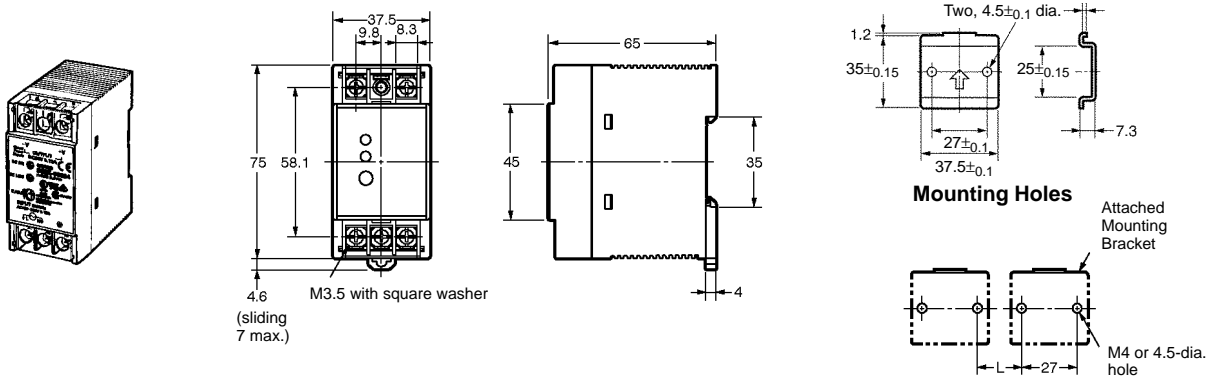 37.5
9.8
8.3
75
58.1
4.6
(sliding
7 max.)
M3.5 with square washer
65
45
35
4
Two, 4.5±0.1 dia.
1.2
35±0.15
25±0.15
7.3
27±0.1
37.5±0.1
Mounting Holes
Attached
Mounting
Bracket
L
27
M4 or 4.5-dia.
hole
OUTPUT
INPUT